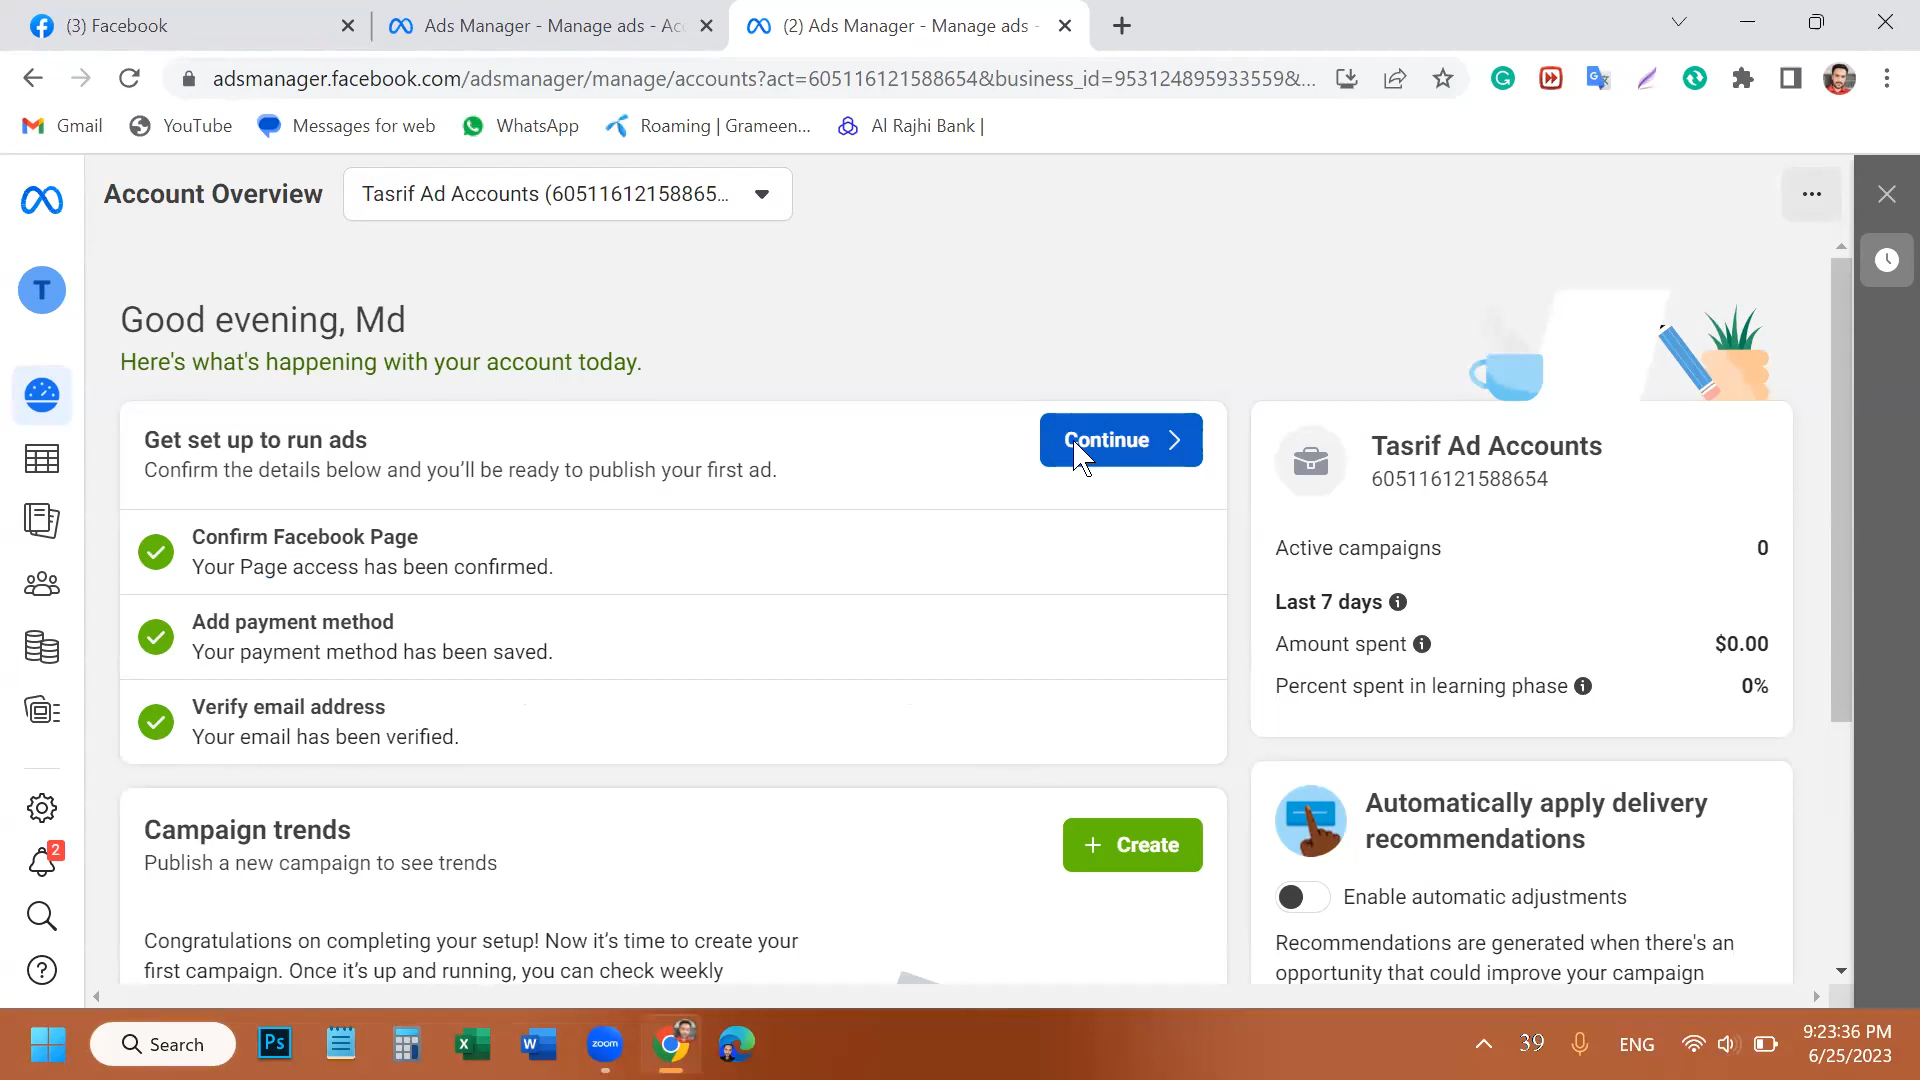 (3) Facebook
Ads Manager - Manage ads - Acc
(2) Ads Manager - Manage ads -
adsmanager.facebook.com/adsmanager/manage/accounts?act=605116121588654&business_id=953124895933559&...
Gmail
YouTube
Messages for web
WhatsApp
Roaming | Grameen...
Al Rajhi Bank |
Account Overview
Tasrif Ad Accounts (60511612158865...
T
Good evening, Md
Here's what's happening with your account today.
Get set up to run ads
Confirm the details below and you'll be ready to publish your first ad.
Continue
Confirm Facebook Page
Your Page access has been confirmed.
Add payment method
Your payment method has been saved.
Verify email address
Your email has been verified.
Tasrif Ad Accounts
605116121588654
Active campaigns 0
Last 7 days
Amount spent $0.00
Percent spent in learning phase 0%
Campaign trends
Publish a new campaign to see trends
+ Create
Congratulations on completing your setup! Now it's time to create your
first campaign. Once it's up and running, you can check weekly
Automatically apply delivery
recommendations
Enable automatic adjustments
Recommendations are generated when there's an
opportunity that could improve your campaign
2
Search
Ps
zoom
39
ENG
9:23:36 PM
6/25/2023